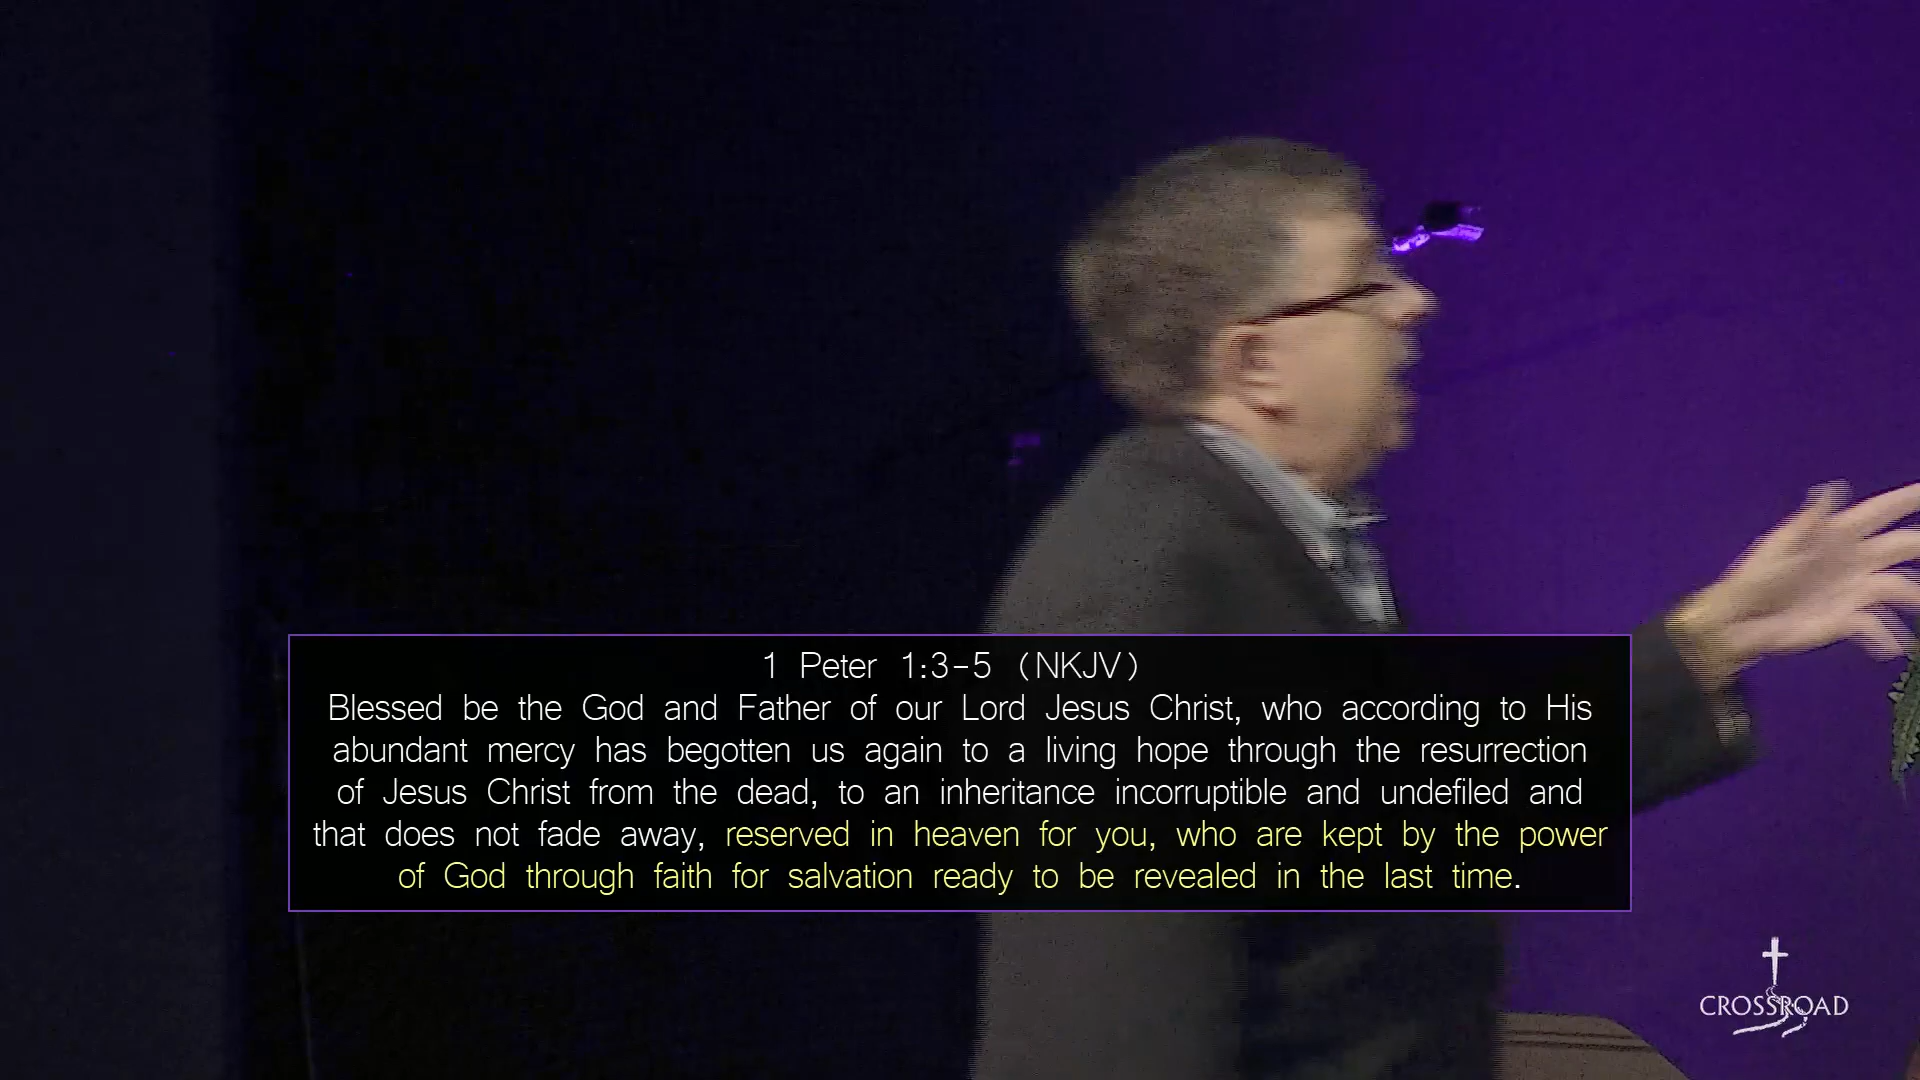 1 Peter 1:3-5 (NKJV)
Blessed be the God and Father of our Lord Jesus Christ, who according to His
abundant mercy has begotten us again to a living hope through the resurrection
of Jesus Christ from the dead, to an inheritance incorruptible and undefiled and
that does not fade away, reserved in heaven for you, who are kept by the power
of God through faith for salvation ready to be revealed in the last time.
CROSSROAD